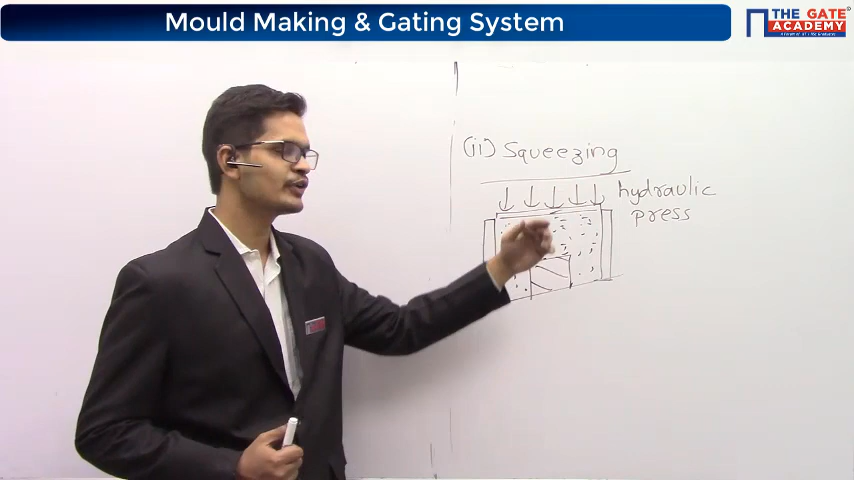 Mould Making & Gating System
THE GATE
ACADEMY
(ii) Squeezing
hydraulic
press